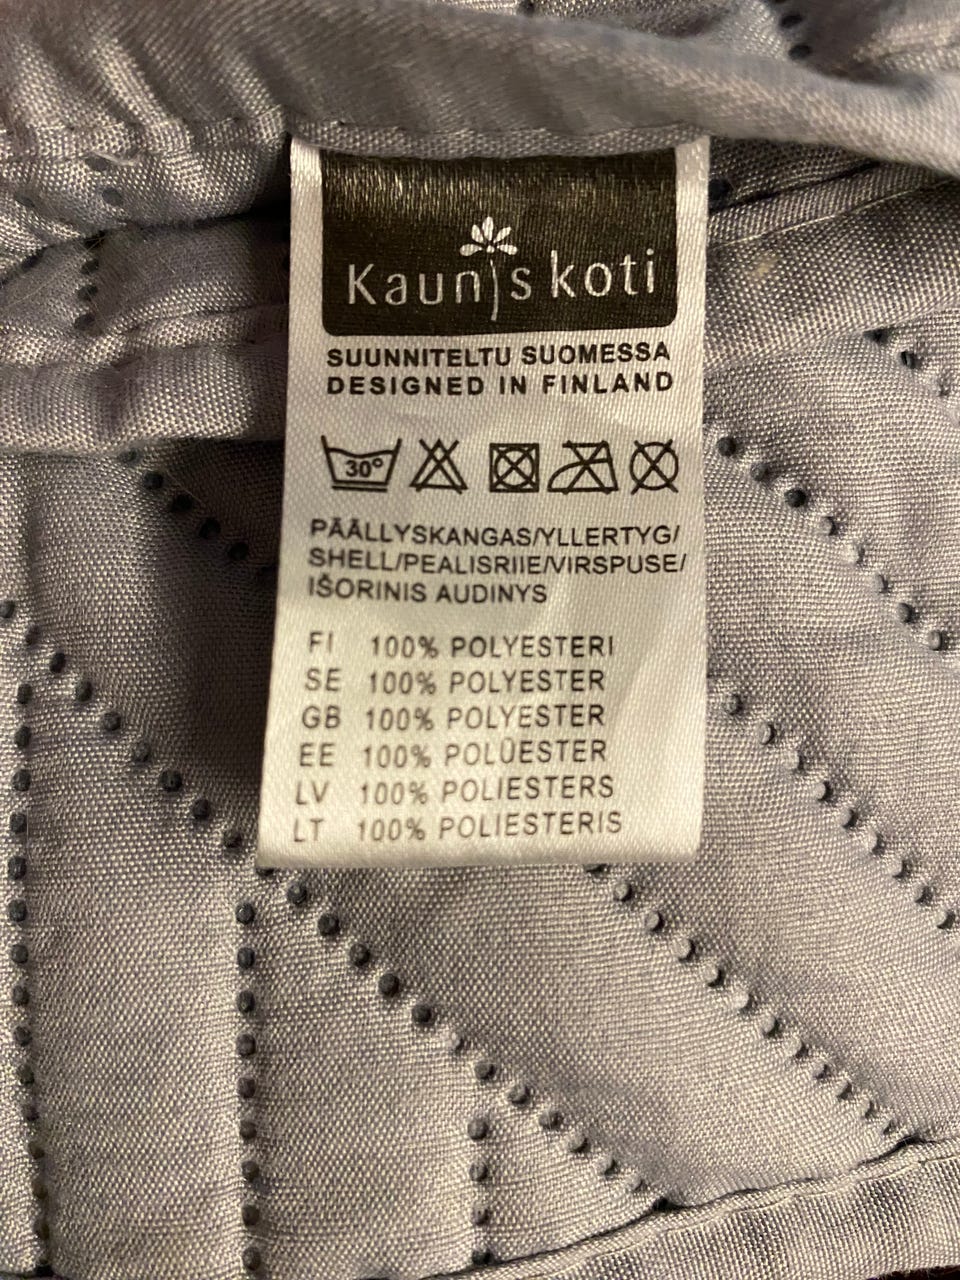 Kaunis koti
SUUNNITELTU SUOMESSA
DESIGNED IN FINLAND
30°
PÄÄLLYSKANGAS/YLLERTYG/
SHELL/PEALISRIIE/VIRSPUSE/
IŠORINIS AUDINYS
FI 100% POLYESTERI
SE 100% POLYESTER
GB 100% POLYESTER
EE 100% POLÜESTER
LV 100% POLIESTERS
LT 100% POLIESTERIS